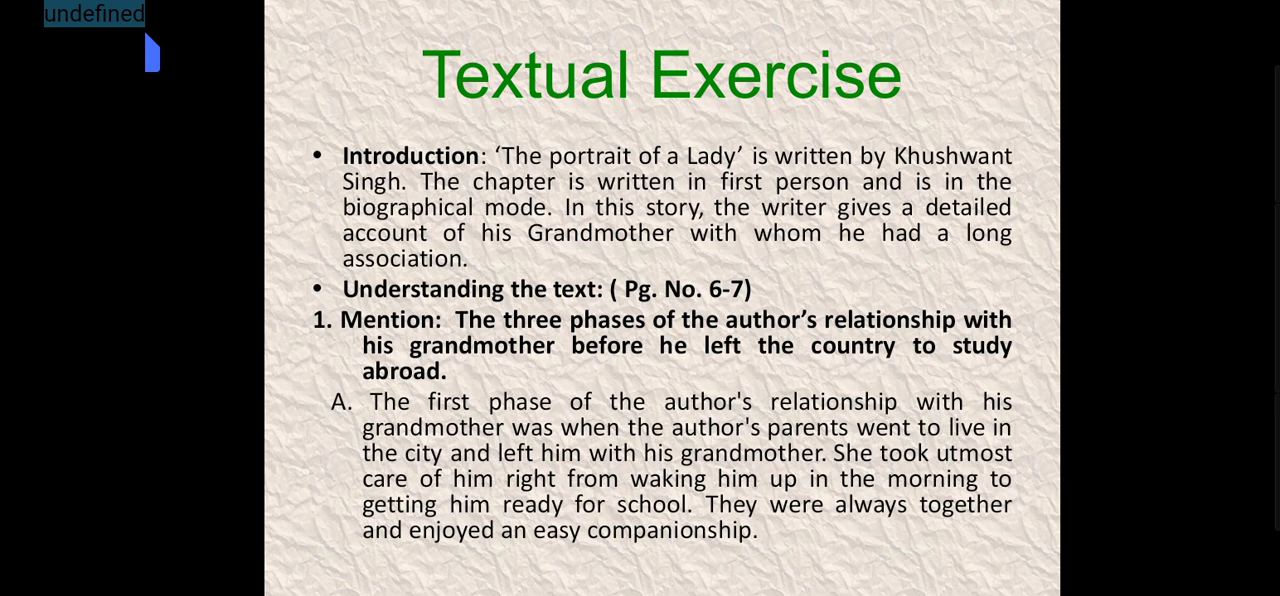 undefined
Textual Exercise
• Introduction: ‘The portrait of a Lady’ is written by Khushwant
Singh. The chapter is written in first person and is in the
biographical mode. In this story, the writer gives a detailed
account of his Grandmother with whom he had a long
association.
• Understanding the text: ( Pg. No. 6-7)
1. Mention: The three phases of the author’s relationship with
his grandmother before he left the country to study
abroad.
A. The first phase of the author's relationship with his
grandmother was when the author's parents went to live in
the city and left him with his grandmother. She took utmost
care of him right from waking him up in the morning to
getting him ready for school. They were always together
and enjoyed an easy companionship.